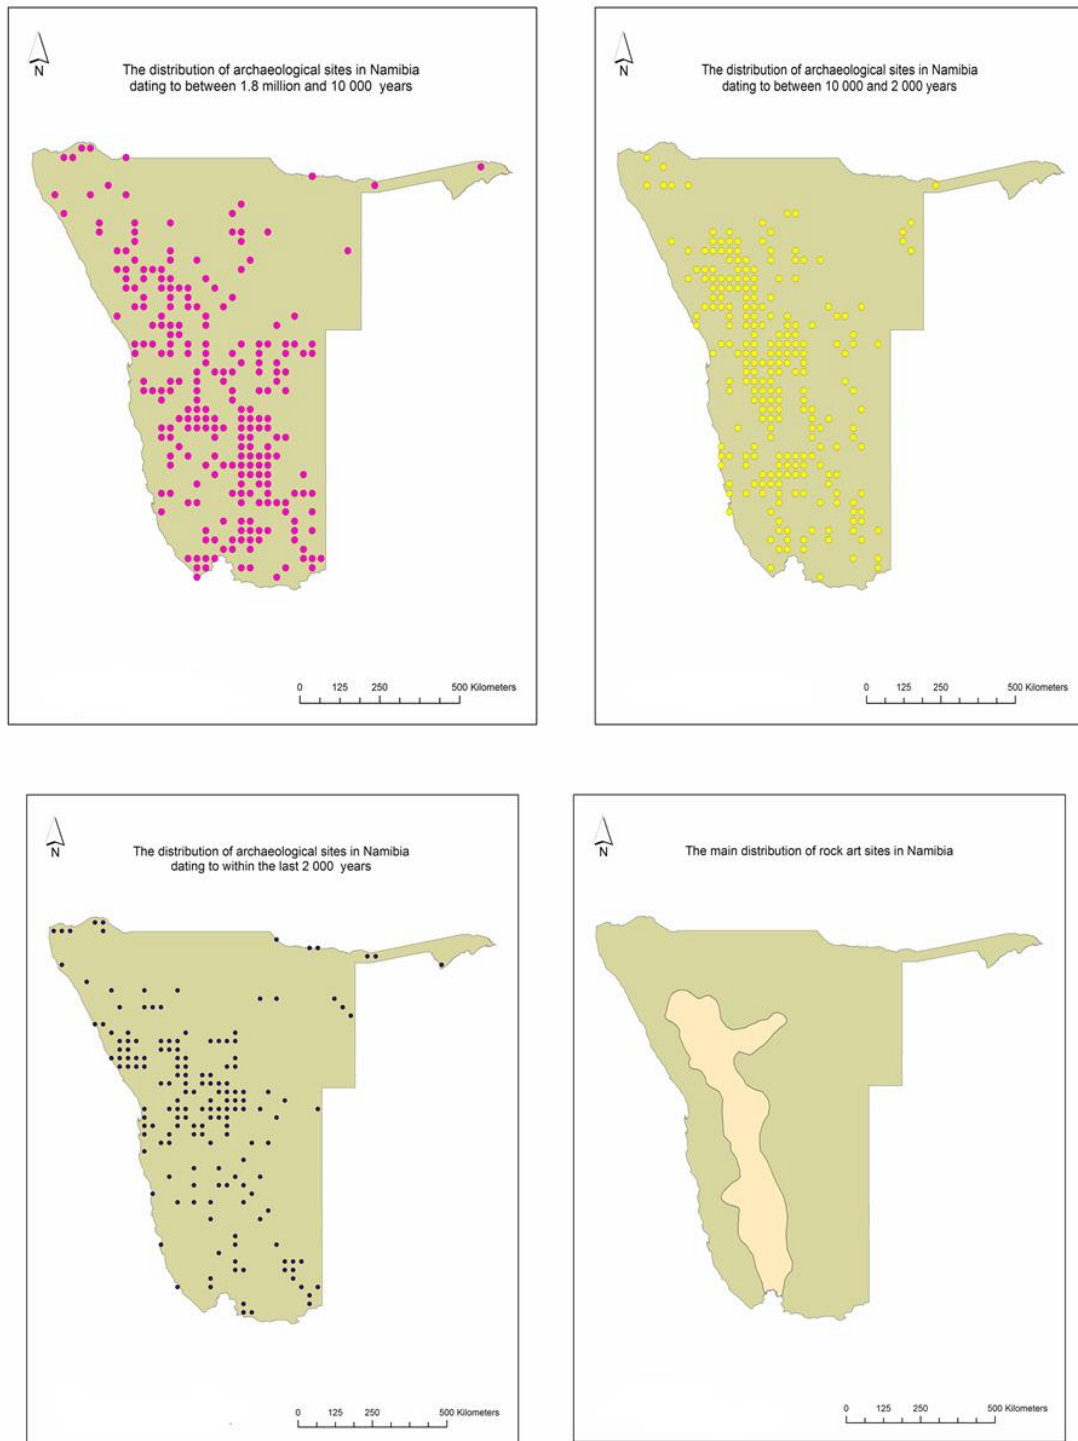 N
The distribution of archaeological sites in Namibia
dating to between 1.8 million and 10 000 years
0 125 250 500 Kilometers
N
The distribution of archaeological sites in Namibia
dating to between 10 000 and 2 000 years
0 125 250 500 Kilometers
N
The distribution of archaeological sites in Namibia
dating to within the last 2 000 years
0 125 250 500 Kilometers
N
The main distribution of rock art sites in Namibia
0 125 250 500 Kilometers